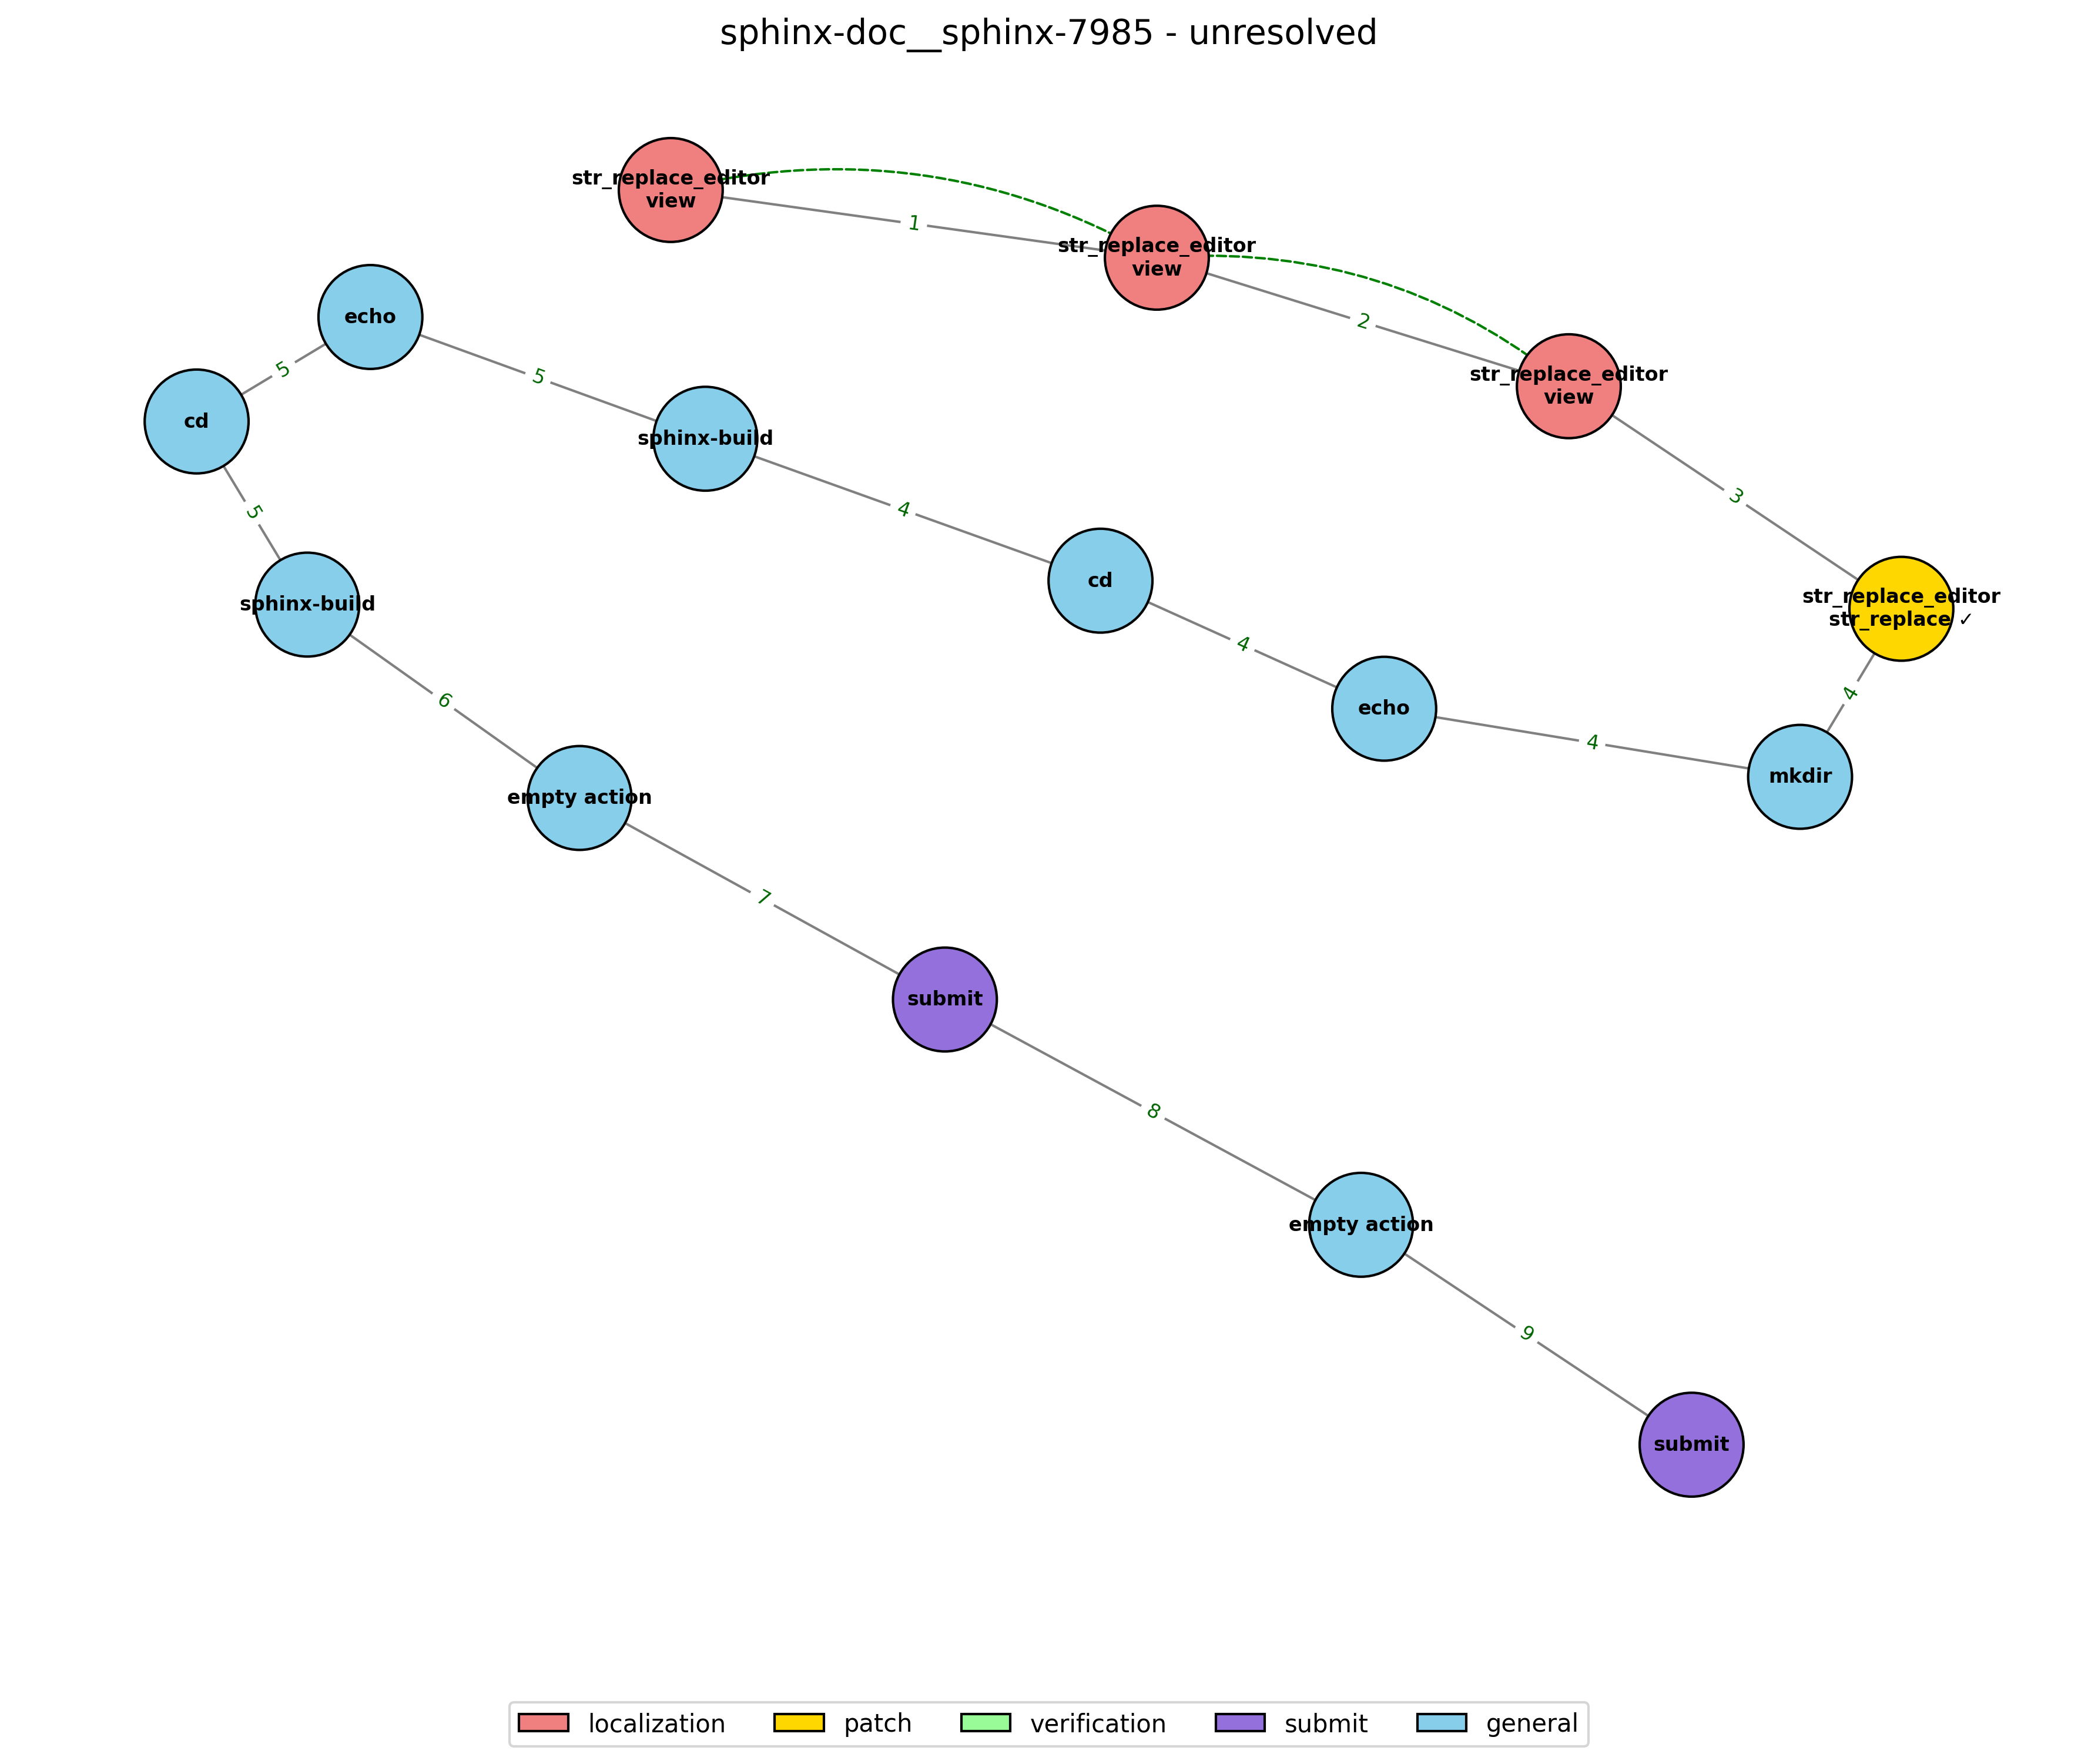 sphinx-doc__sphinx-7985 - unresolved
str_replace_editor
view
1
str_replace_editor
view
2
str_replace_editor
view
3
str_replace_editor
str_replace ✓
4
mkdir
4
echo
4
cd
4
sphinx-build
5
echo
5
cd
5
sphinx-build
6
empty action
7
submit
8
empty action
9
submit
localization
patch
verification
submit
general